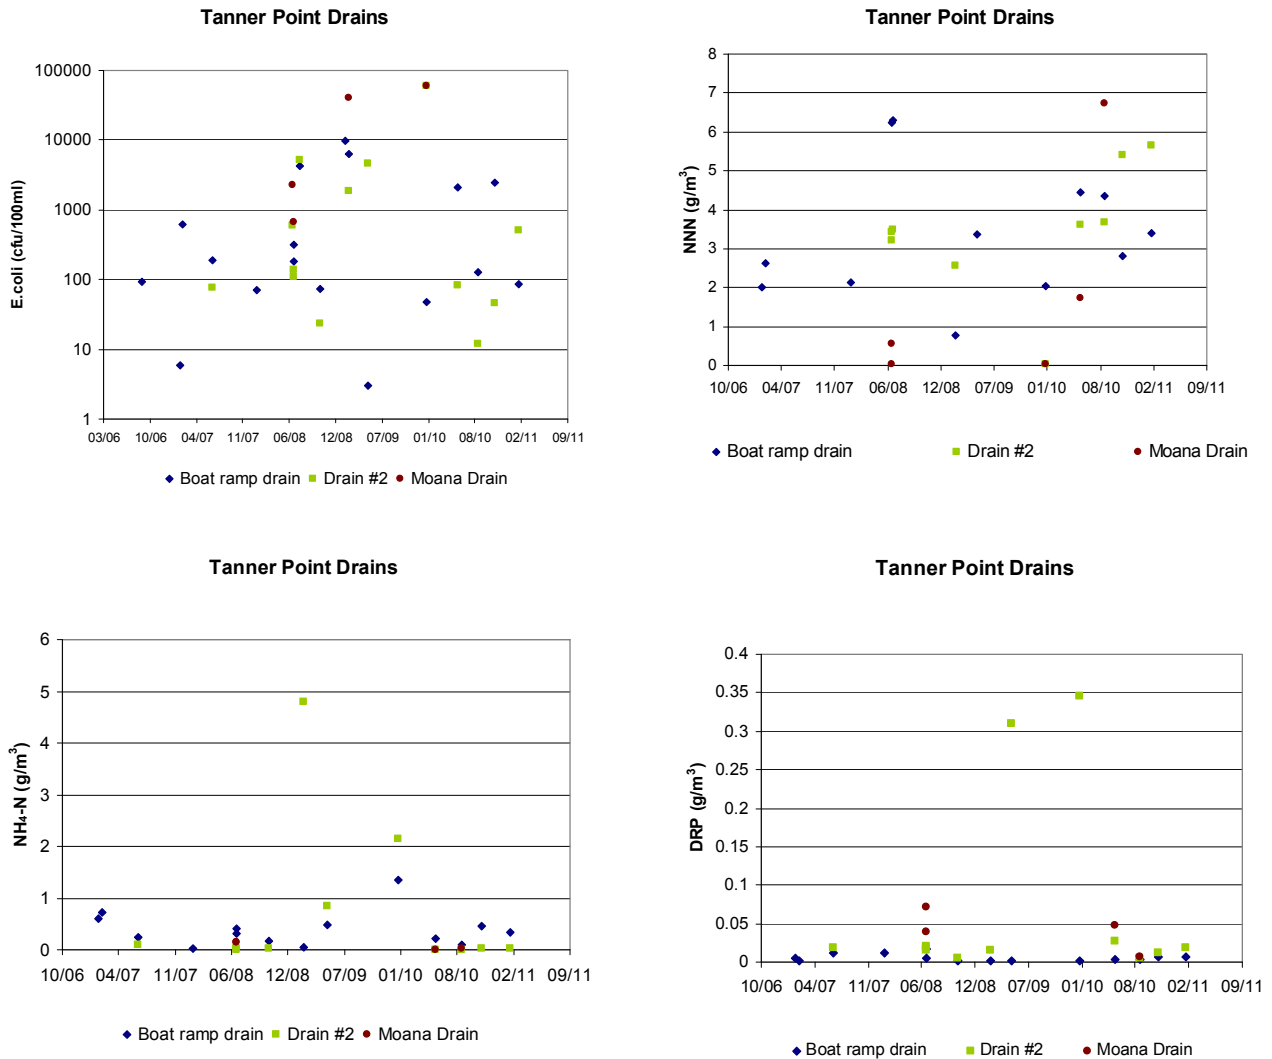 Tanner Point Drains
100000
10000
1000
100
10
1
E.coli (cfu/100ml)
03/06 10/06 04/07 11/07 06/08 12/08 07/09 01/10 08/10 02/11 09/11
Boat ramp drain Drain #2 Moana Drain
Tanner Point Drains
8
7
6
5
4
3
2
1
0
NNN (g/m³)
10/06 04/07 11/07 06/08 12/08 07/09 01/10 08/10 02/11 09/11
Boat ramp drain Drain #2 Moana Drain
Tanner Point Drains
6
5
4
3
2
1
0
NH₄-N (g/m³)
10/06 04/07 11/07 06/08 12/08 07/09 01/10 08/10 02/11 09/11
Boat ramp drain Drain #2 Moana Drain
Tanner Point Drains
0.4
0.35
0.3
0.25
0.2
0.15
0.1
0.05
0
DRP (g/m³)
10/06 04/07 11/07 06/08 12/08 07/09 01/10 08/10 02/11 09/11
Boat ramp drain Drain #2 Moana Drain